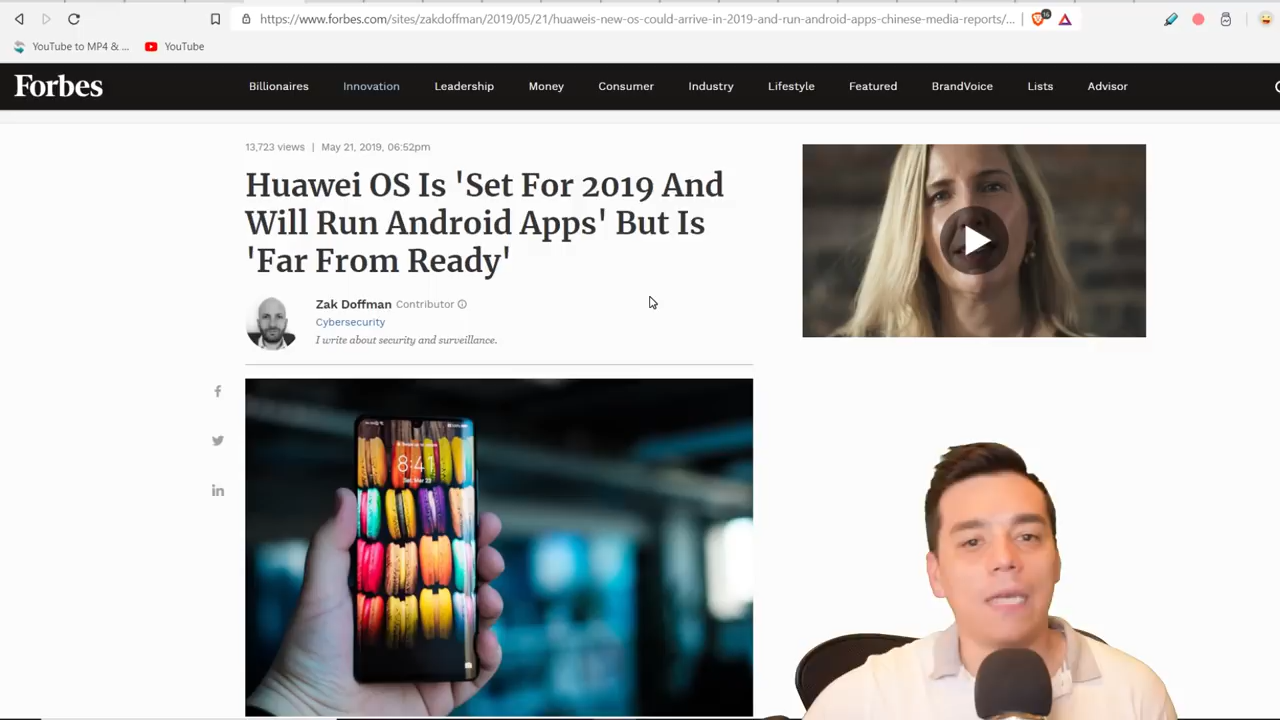 https://www.forbes.com/sites/zakdoffman/2019/05/21/huaweis-new-os-could-arrive-in-2019-and-run-android-apps-chinese-media-reports/...
YouTube to MP4 & ... YouTube
Forbes Billionaires Innovation Leadership Money Consumer Industry Lifestyle Featured BrandVoice Lists Advisor
13,723 views | May 21, 2019, 06:52pm
Huawei OS Is 'Set For 2019 And
Will Run Android Apps' But Is
'Far From Ready'
Zak Doffman Contributor
Cybersecurity
I write about security and surveillance.
8:41